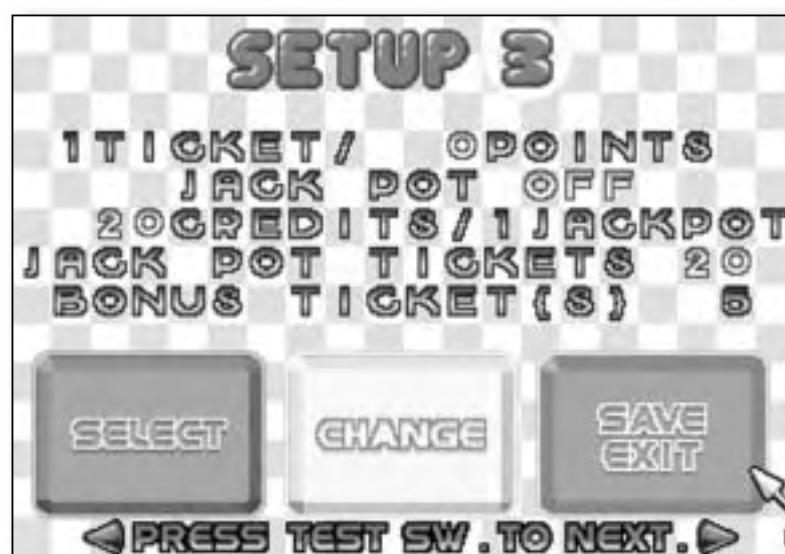 SETUP 3
1TICKET/ 0POINTS
JACK POT OFF
20CREDITS/1JACKPOT
JACK POT TICKETS 20
BONUS TICKET(S) 5
SELECT
CHANGE
SAVE
EXIT
PRESS TEST SW.TO NEXT.